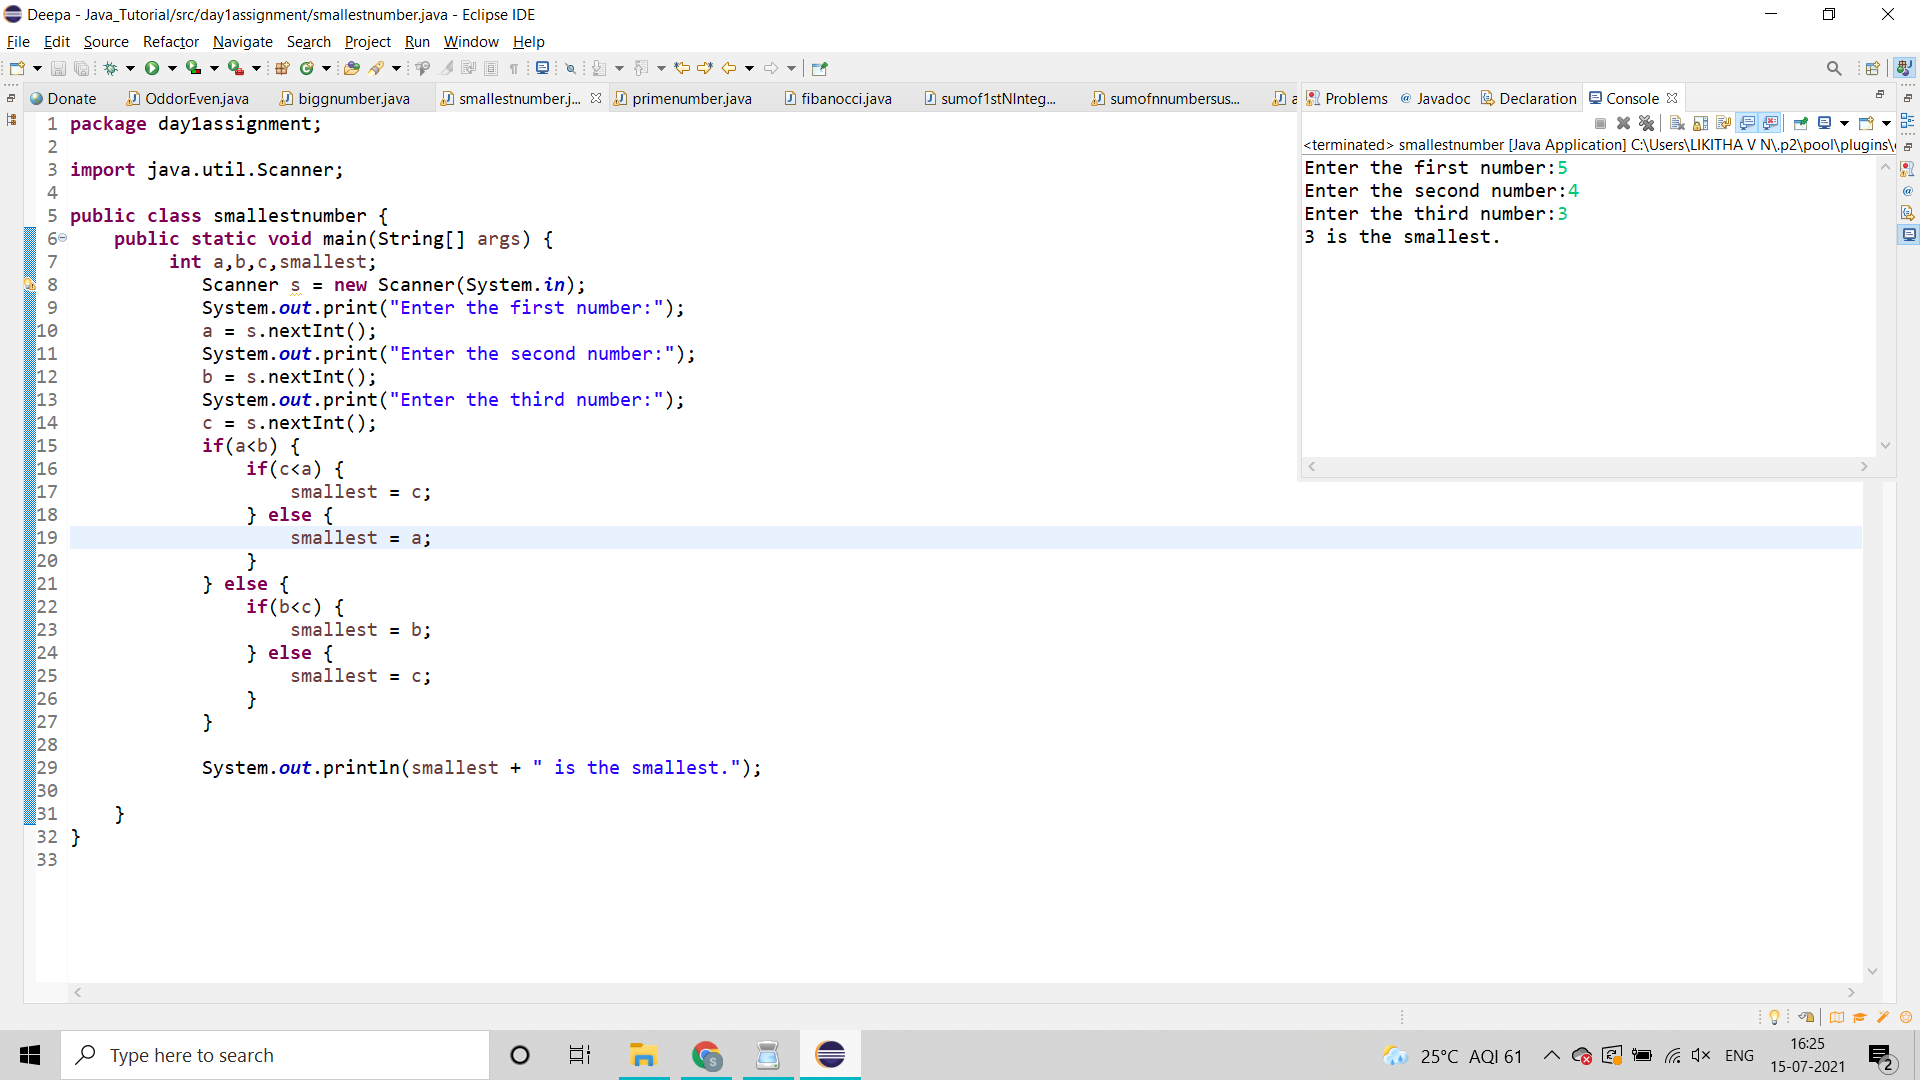 Deepa - Java_Tutorial/src/day1assignment/smallestnumber.java - Eclipse IDE
File Edit Source Refactor Navigate Search Project Run Window Help
Donate OddorEven.java biggnumber.java smallestnumber.j... primenumber.java fibanocci.java sumof1stNInteg... sumofnnumbersus... a
1 package day1assignment;
2
3 import java.util.Scanner;
4
5 public class smallestnumber {
6 public static void main(String[] args) {
7 int a,b,c,smallest;
8 Scanner s = new Scanner(System.in);
9 System.out.print("Enter the first number:");
10 a = s.nextInt();
11 System.out.print("Enter the second number:");
12 b = s.nextInt();
13 System.out.print("Enter the third number:");
14 c = s.nextInt();
15 if(a<b) {
16 if(c<a) {
17 smallest = c;
18 } else {
19 smallest = a;
20 }
21 } else {
22 if(b<c) {
23 smallest = b;
24 } else {
25 smallest = c;
26 }
27 }
28
29 System.out.println(smallest + " is the smallest.");
30
31 }
32 }
33
Problems @ Javadoc Declaration Console
<terminated> smallestnumber [Java Application] C:\Users\LIKITHA V N\.p2\pool\plugins\
Enter the first number:5
Enter the second number:4
Enter the third number:3
3 is the smallest.
Type here to search
S
25°C AQI 61 ENG
16:25
15-07-2021
2